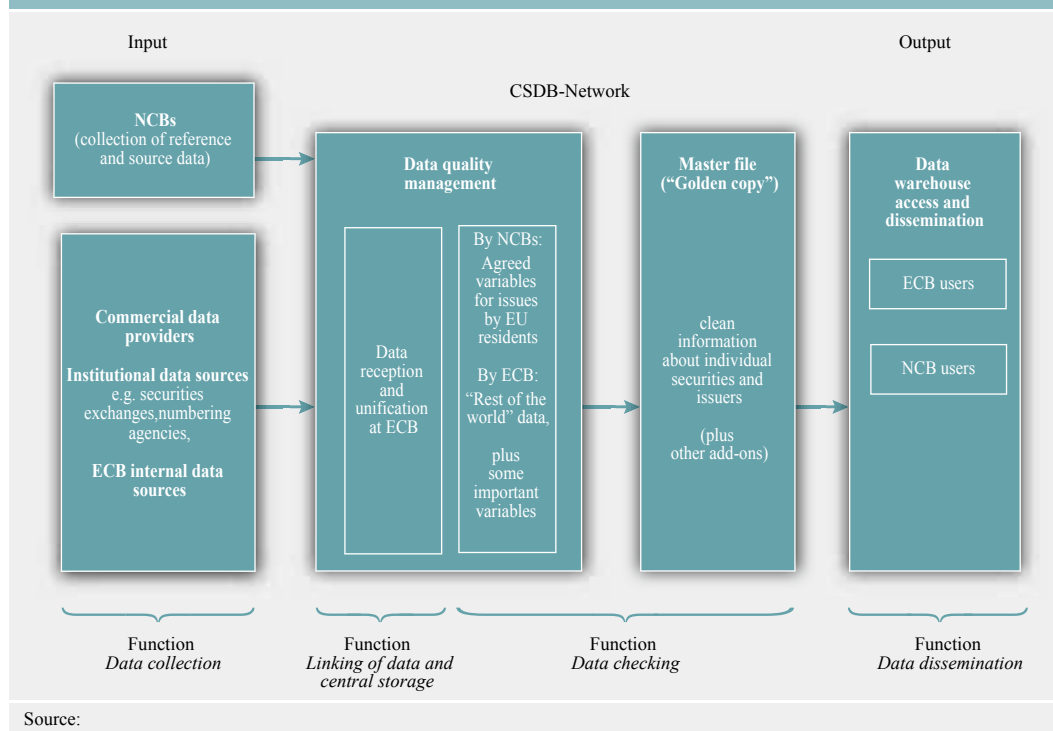 Input
Output
CSDB-Network
NCBs
(collection of reference
and source data)
Commercial data
providers
Institutional data sources
e.g. securities
exchanges,numbering
agencies,
ECB internal data
sources
Data quality
management
Data
reception
and
unification
at ECB
By NCBs:
Agreed
variables
for issues
by EU
residents
By ECB:
“Rest of the
world” data,
plus
some
important
variables
Master file
(“Golden copy”)
clean
information
about individual
securities and
issuers
(plus
other add-ons)
Data
warehouse
access and
dissemination
ECB users
NCB users
Function
Data collection
Function
Linking of data and
central storage
Function
Data checking
Function
Data dissemination
Source: